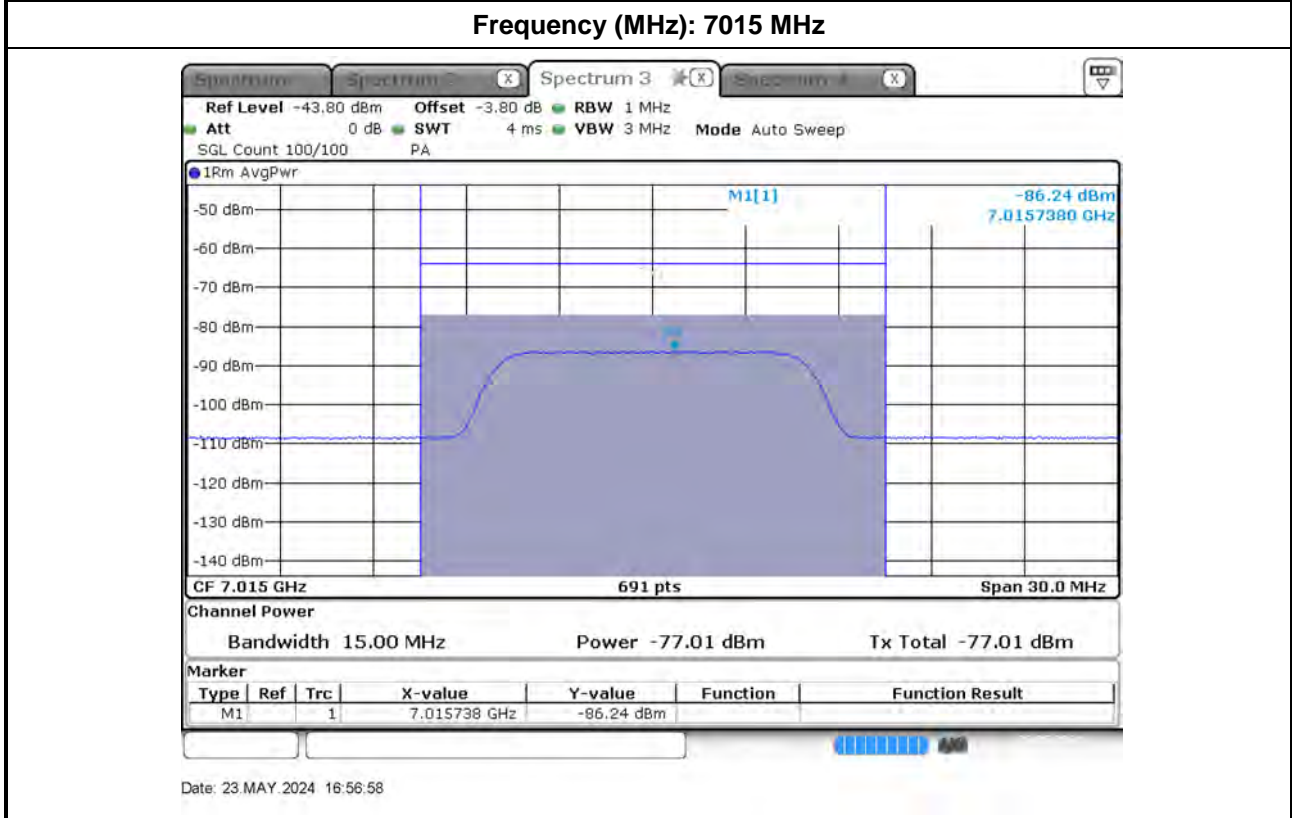 Frequency (MHz): 7015 MHz
Spectrum 3
Ref Level -43.80 dBm Offset -3.80 dB RBW 1 MHz
Att 0 dB SWT 4 ms VBW 3 MHz Mode Auto Sweep
SGL Count 100/100 PA
1Rm AvgPwr
M1[1] -86.24 dBm
7.0157380 GHz
-50 dBm
-60 dBm
-70 dBm
-80 dBm
-90 dBm
-100 dBm
-110 dBm
-120 dBm
-130 dBm
-140 dBm
CF 7.015 GHz 691 pts Span 30.0 MHz
Channel Power
Bandwidth 15.00 MHz Power -77.01 dBm Tx Total -77.01 dBm
Marker
Type Ref Trc X-value Y-value Function Function Result
M1 1 7.015738 GHz -86.24 dBm
Date: 23.MAY.2024 16:56:58